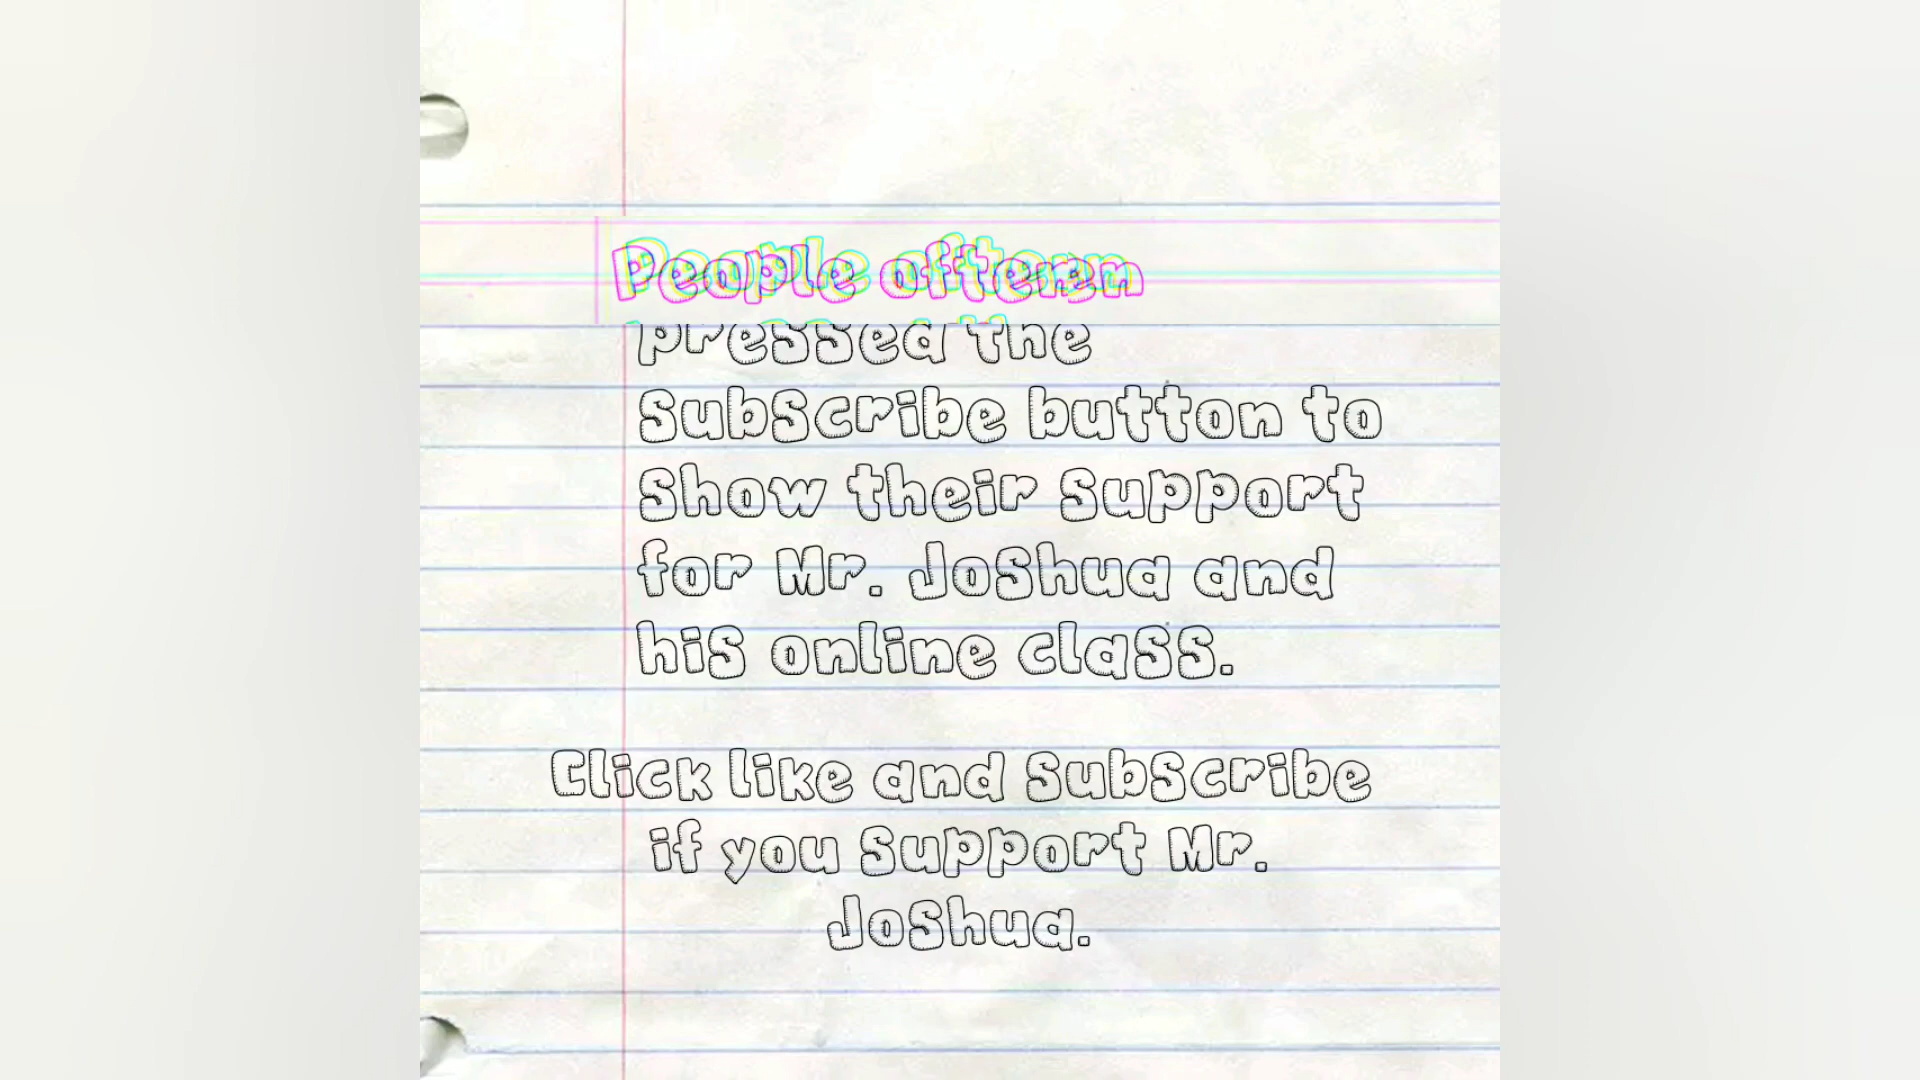 People often
pressed the
Subscribe button to
Show their Support
for Mr. Joshua and
his online class.
Click like and Subscribe
if you Support Mr.
Joshua.